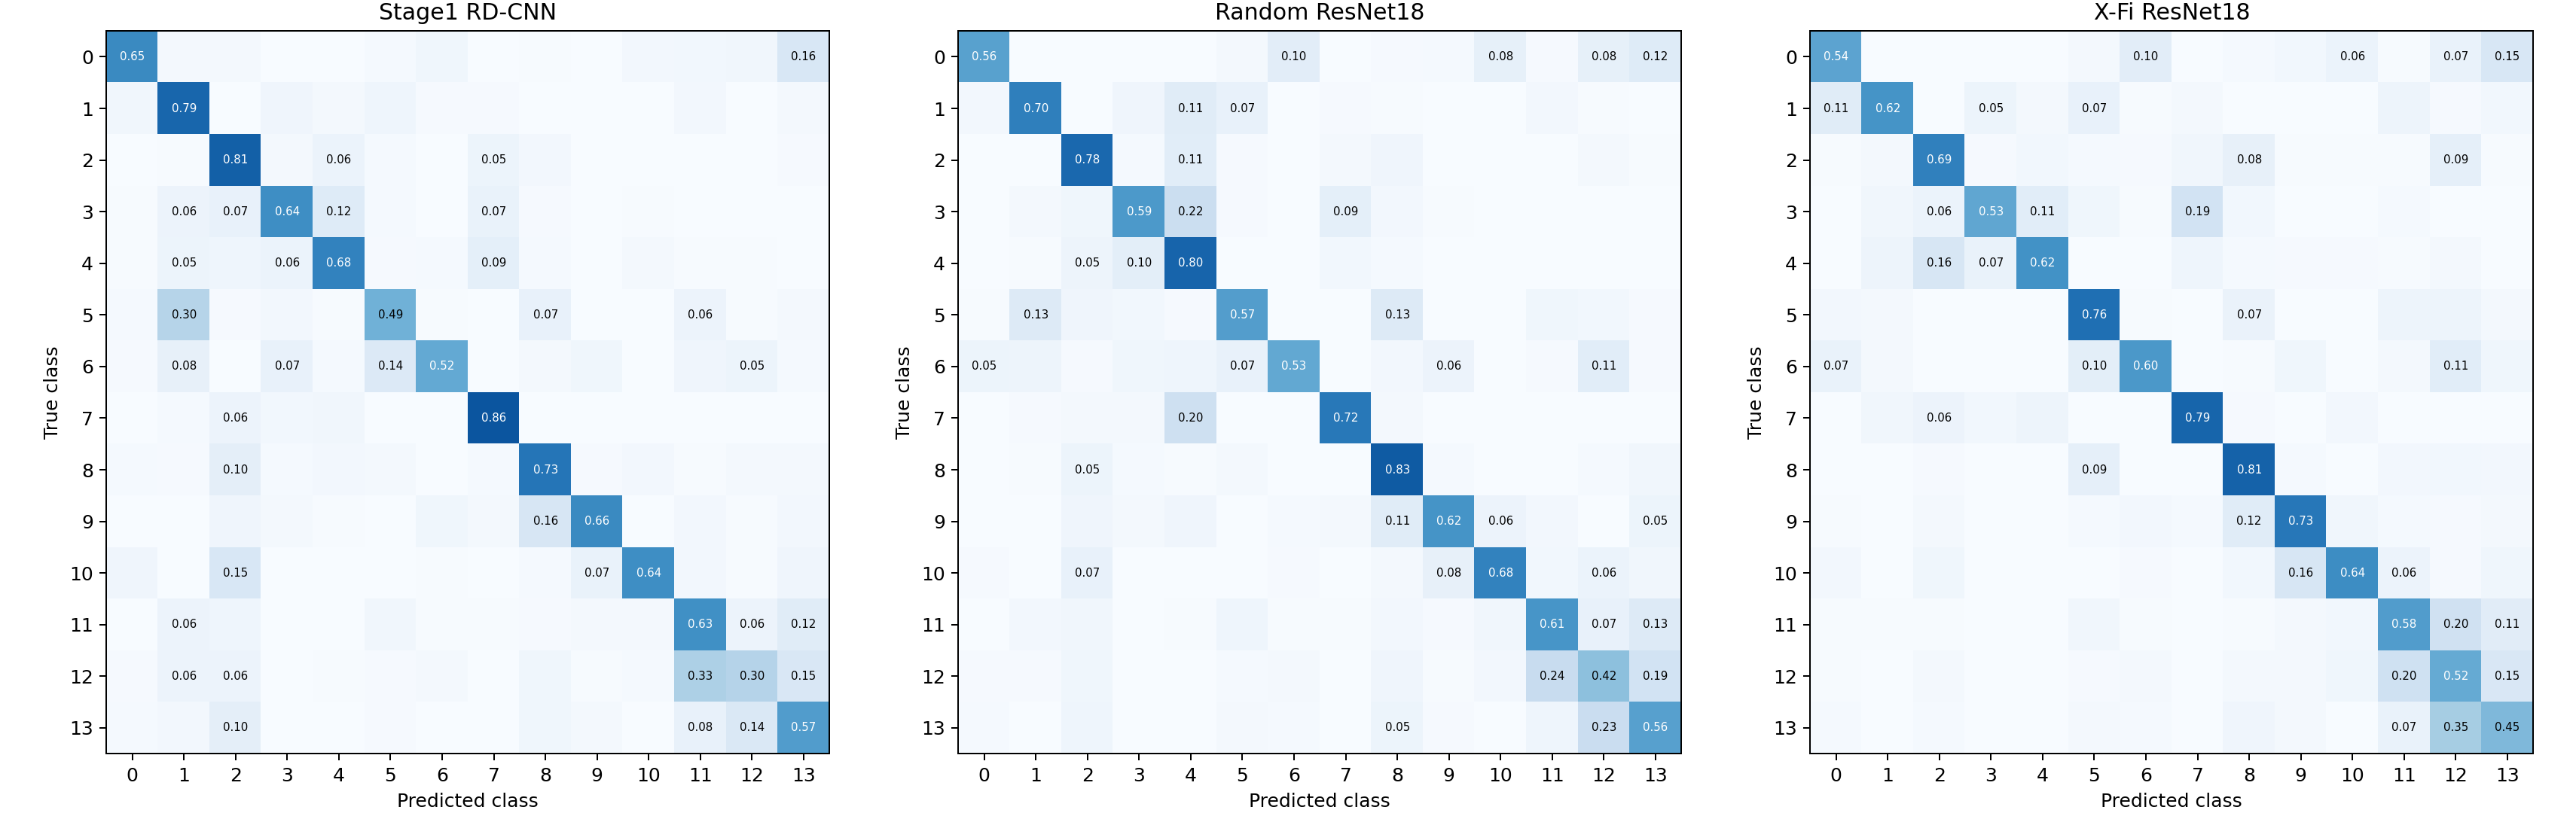 Stage1 RD-CNN
True class
0 0.65 0.16
1 0.79
2 0.81 0.06 0.05
3 0.06 0.07 0.64 0.12 0.07
4 0.05 0.06 0.68 0.09
5 0.30 0.49 0.07 0.06
6 0.08 0.07 0.14 0.52 0.05
7 0.06 0.86
8 0.10 0.73
9 0.16 0.66
10 0.15 0.07 0.64
11 0.06 0.63 0.06 0.12
12 0.06 0.06 0.33 0.30 0.15
13 0.10 0.08 0.14 0.57
0 1 2 3 4 5 6 7 8 9 10 11 12 13
Predicted class
Random ResNet18
True class
0 0.56 0.10 0.08 0.08 0.12
1 0.70 0.11 0.07
2 0.78 0.11
3 0.59 0.22 0.09
4 0.05 0.10 0.80
5 0.13 0.57 0.13
6 0.05 0.07 0.53 0.06 0.11
7 0.20 0.72
8 0.05 0.83
9 0.11 0.62 0.06 0.05
10 0.07 0.08 0.68 0.06
11 0.61 0.07 0.13
12 0.24 0.42 0.19
13 0.05 0.23 0.56
0 1 2 3 4 5 6 7 8 9 10 11 12 13
Predicted class
X-Fi ResNet18
True class
0 0.54 0.10 0.06 0.07 0.15
1 0.11 0.62 0.05 0.07
2 0.69 0.08 0.09
3 0.06 0.53 0.11 0.19
4 0.16 0.07 0.62
5 0.76 0.07
6 0.07 0.10 0.60 0.11
7 0.06 0.79
8 0.09 0.81
9 0.12 0.73
10 0.16 0.64 0.06
11 0.58 0.20 0.11
12 0.20 0.52 0.15
13 0.07 0.35 0.45
0 1 2 3 4 5 6 7 8 9 10 11 12 13
Predicted class